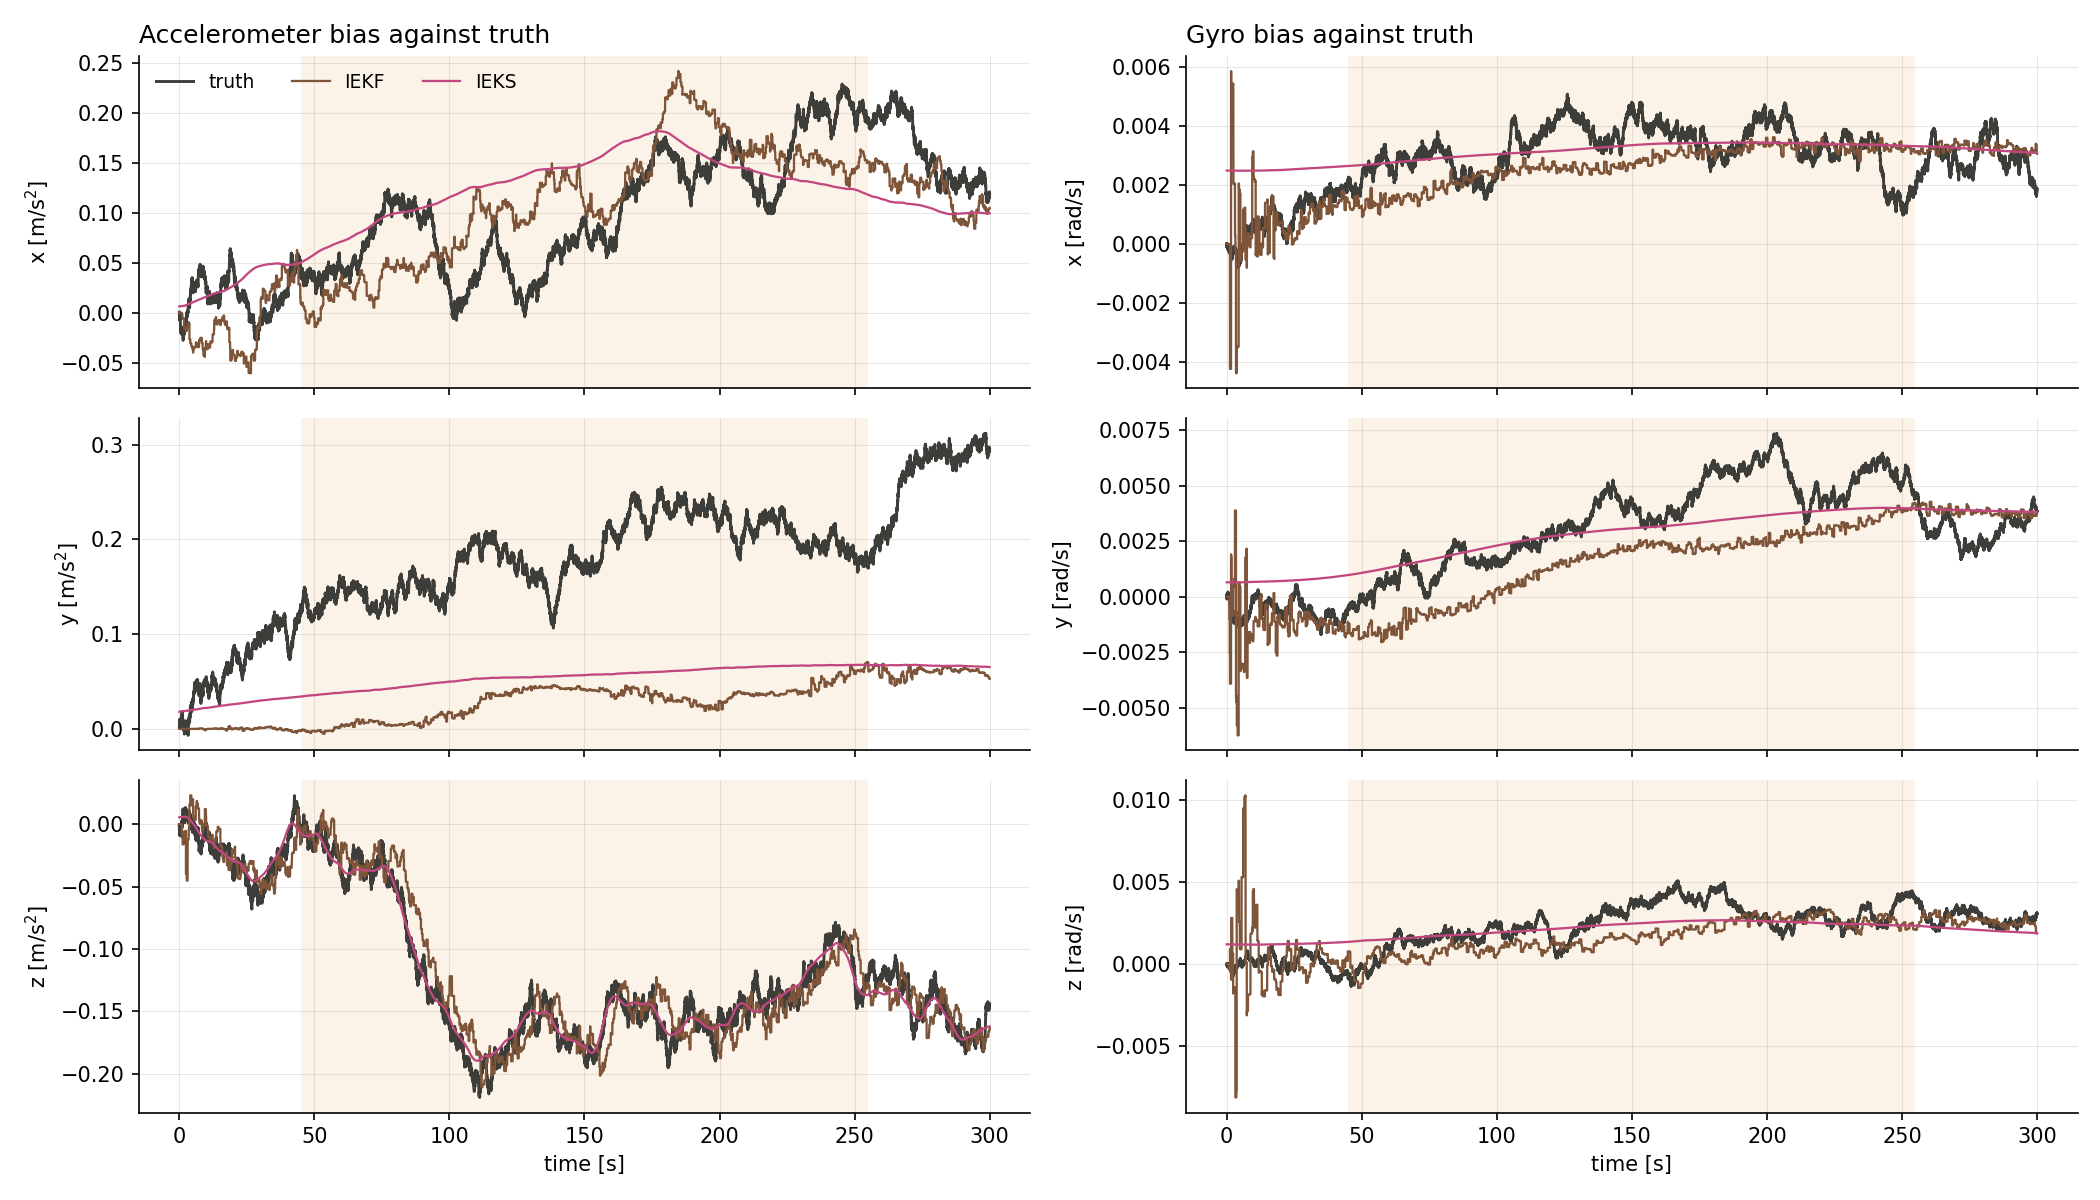 Accelerometer bias against truth
0.25
0.20
0.15
0.10
0.05
0.00
−0.05
x [m/s²]
truth
IEKF
IEKS
Gyro bias against truth
0.006
0.004
0.002
0.000
−0.002
−0.004
x [rad/s]
0.3
0.2
0.1
0.0
y [m/s²]
0.0075
0.0050
0.0025
0.0000
−0.0025
−0.0050
y [rad/s]
0.00
−0.05
−0.10
−0.15
−0.20
z [m/s²]
0 50 100 150 200 250 300
time [s]
0.010
0.005
0.000
−0.005
z [rad/s]
0 50 100 150 200 250 300
time [s]